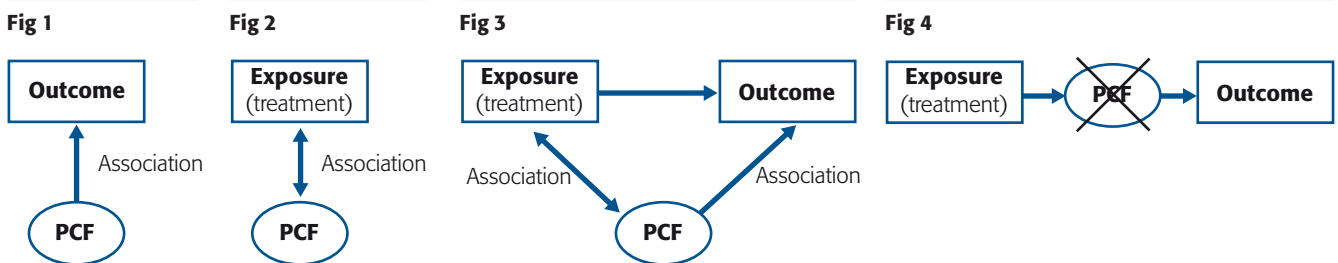 Fig 1
Outcome
Association
PCF
Fig 2
Exposure
(treatment)
Association
PCF
Fig 3
Exposure
(treatment)
Outcome
Association
Association
PCF
Fig 4
Exposure
(treatment)
PCF
Outcome